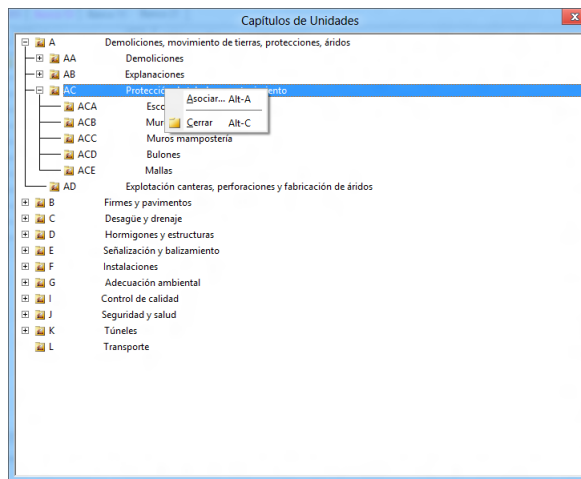 Capítulos de Unidades
x
A Demoliciones, movimiento de tierras, protecciones, áridos
AA Demoliciones
AB Explanaciones
AC
Asociar... Alt-A
ACA
ACB
Cerrar Alt-C
ACC Muros mampostería
ACD Bulones
ACE Mallas
AD Explotación canteras, perforaciones y fabricación de áridos
B Firmes y pavimentos
C Desagüe y drenaje
D Hormigones y estructuras
E Señalización y balizamiento
F Instalaciones
G Adecuación ambiental
I Control de calidad
J Seguridad y salud
K Túneles
L Transporte